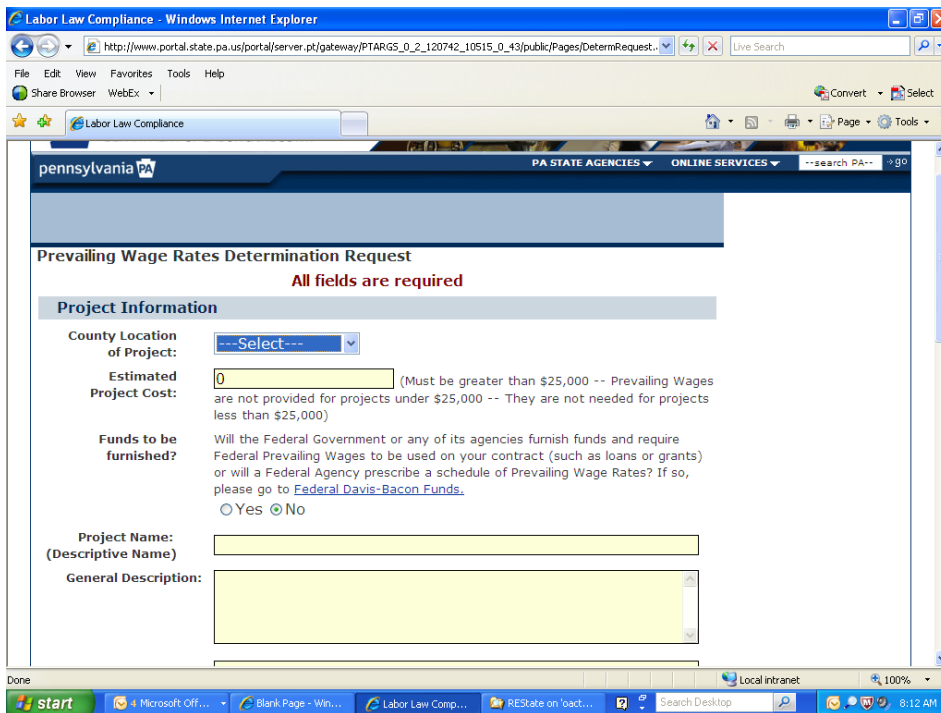 Labor Law Compliance - Windows Internet Explorer
http://www.portal.state.pa.us/portal/server.pt/gateway/PTARGS_0_2_120742_10515_0_43/public/Pages/DetermRequest.
Live Search
File Edit View Favorites Tools Help
Share Browser WebEx
Convert Select
Labor Law Compliance
Page Tools
pennsylvania PA
PA STATE AGENCIES ONLINE SERVICES --search PA-- go
Prevailing Wage Rates Determination Request
All fields are required
Project Information
County Location
of Project:
---Select---
Estimated
Project Cost:
0 (Must be greater than $25,000 -- Prevailing Wages
are not provided for projects under $25,000 -- They are not needed for projects
less than $25,000)
Funds to be
furnished?
Will the Federal Government or any of its agencies furnish funds and require
Federal Prevailing Wages to be used on your contract (such as loans or grants)
or will a Federal Agency prescribe a schedule of Prevailing Wage Rates? If so,
please go to Federal Davis-Bacon Funds.
Yes No
Project Name:
(Descriptive Name)
General Description:
Done
Local intranet
100%
start
4 Microsoft Off...
Blank Page - Win...
Labor Law Comp...
REState on 'oact...
Search Desktop
8:12 AM